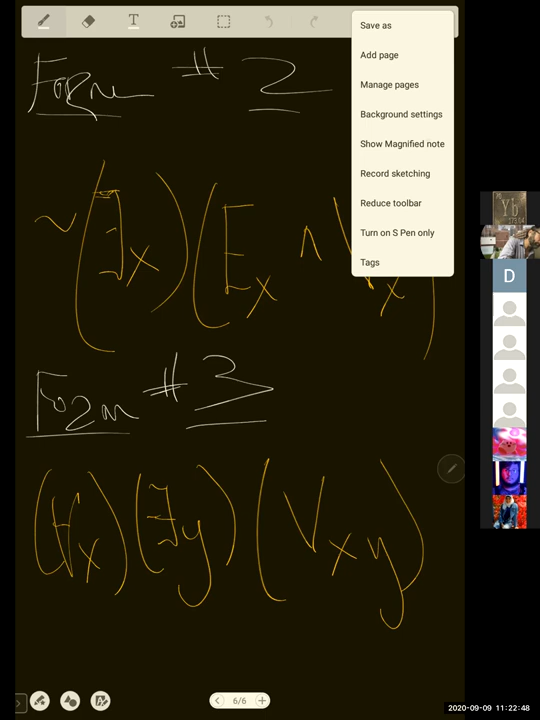 Save as
Add page
Manage pages
Background settings
Show Magnified note
Record sketching
Reduce toolbar
Turn on S Pen only
Tags
Form # 2
~(∃x)(Ex ∧ Vx)
Form # 3
(∀x)(∃y)(Vxy)
Yb
D
6/6
2020-09-09 11:22:48